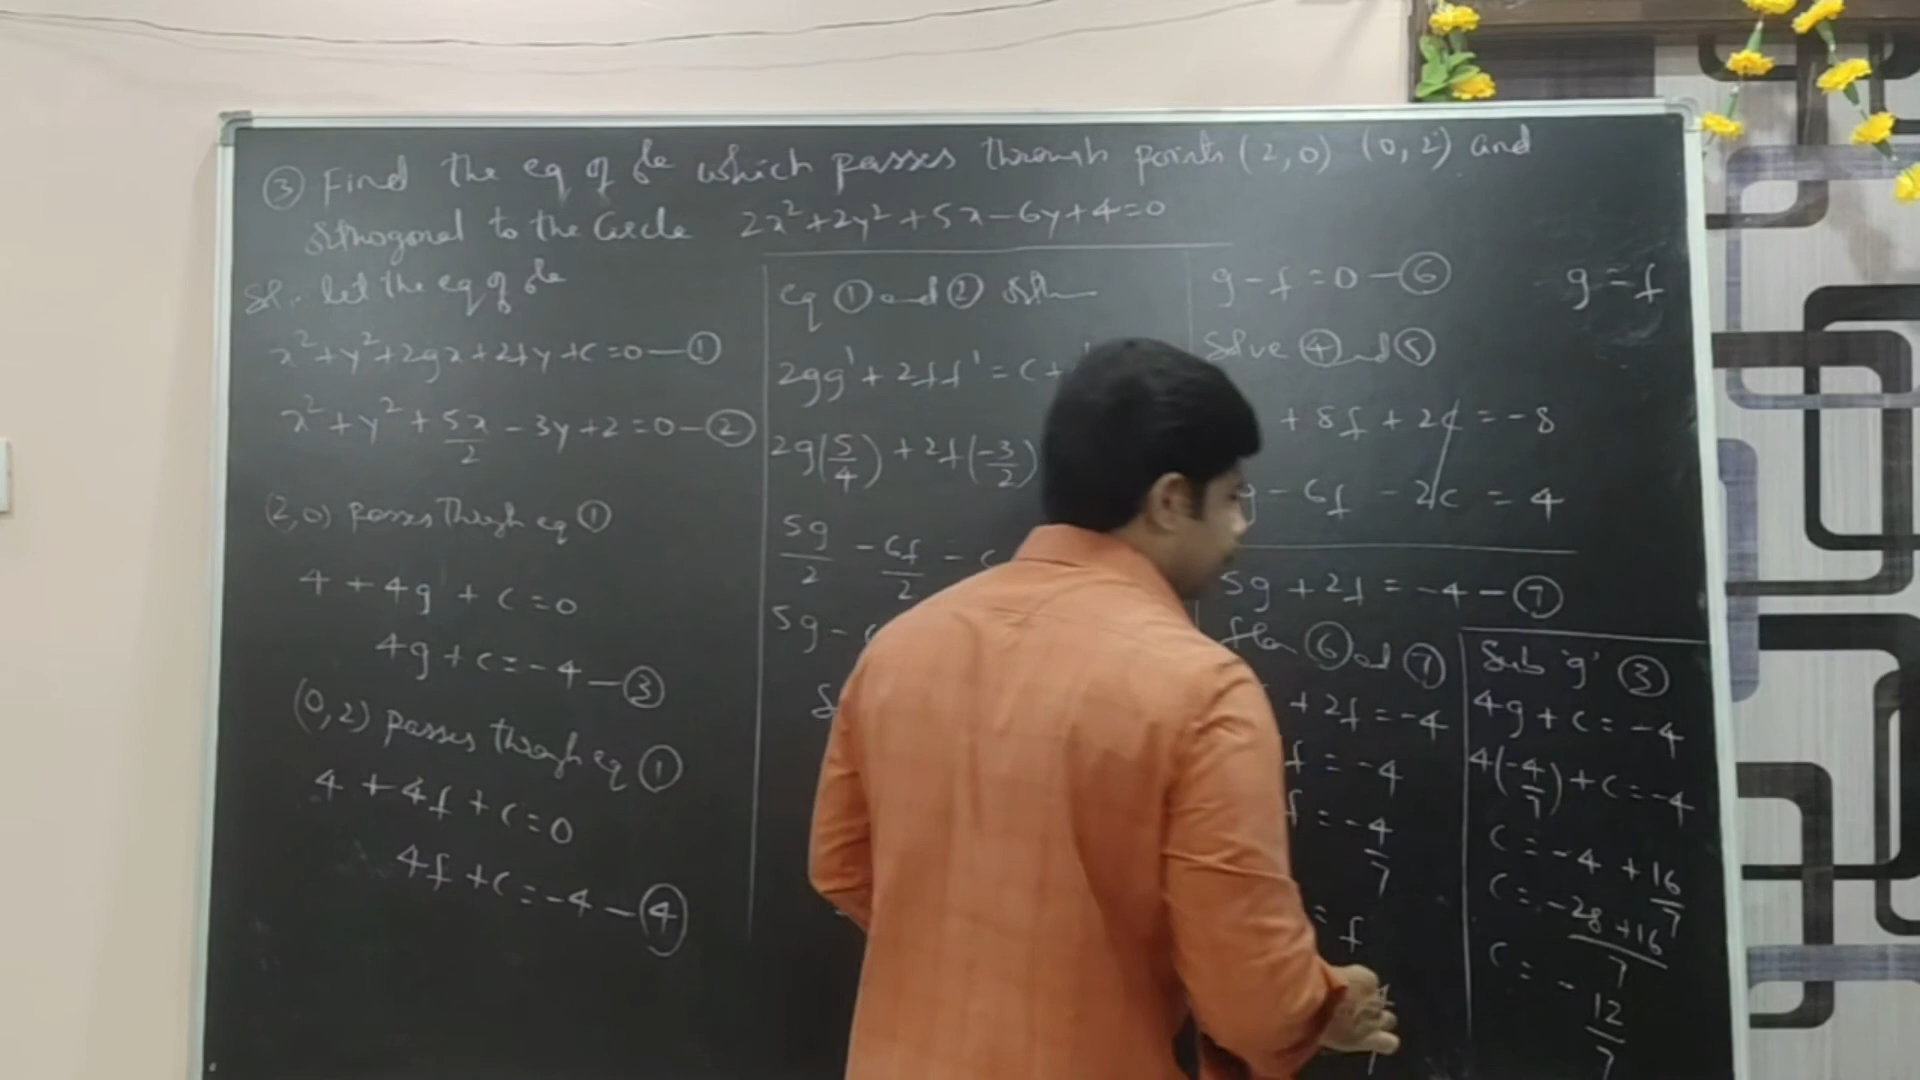 ③ Find the eq of which passes through points (2,0) (0,2) and
orthogonal to the Circle 2x²+2y²+5x-6y+4=0
Sol:- let the eq of
x²+y²+2gx+2fy+c=0-①
x²+y²+5x/2-3y+2=0-②
(2,0) passes through eq ①
4+4g+c=0
4g+c=-4-③
(0,2) passes through eq ①
4+4f+c=0
4f+c=-4-④
eq ① and ②
2gg'+2ff'=c+
2g(5/4)+2f(-3/2)
5g/2-6f/2=c
5g-
g-f=0-⑥
g=f
Solve ④ and ⑤
+8f+2c=-8
-6f-2c=4
5g+2f=-4-⑦
⑥ and ⑦
+2f=-4
f=-4
f=-4/7
=f
Sub 'g' ③
4g+c=-4
4(-4/7)+c=-4
c=-4+16/7
c=-28+16/7
c=-12/7